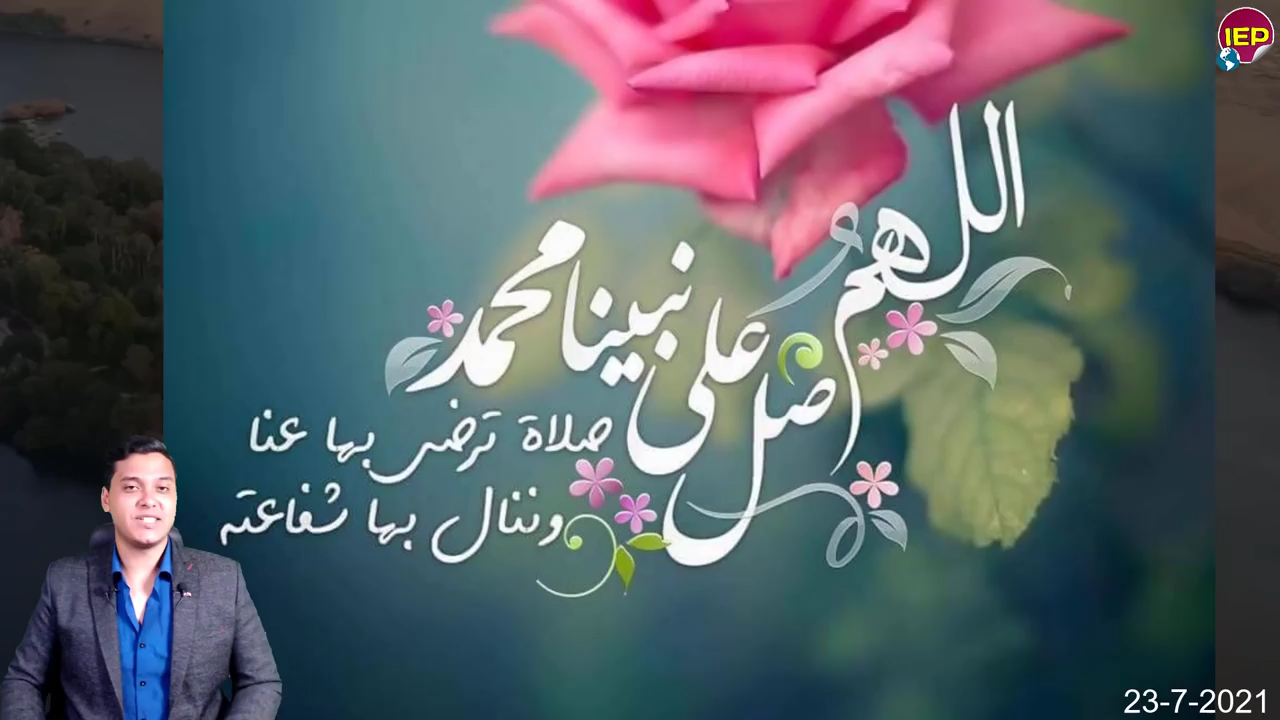 IEP
اللهم صل على نبينا محمد
صلاة ترضى بها عنا
وننال بها شفاعته
23-7-2021